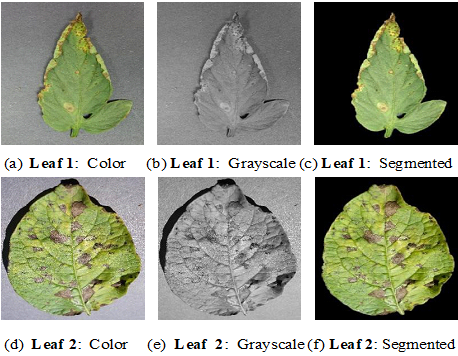 (a) Leaf 1: Color (b) Leaf 1: Grayscale (c) Leaf 1: Segmented
(d) Leaf 2: Color (e) Leaf 2: Grayscale (f) Leaf 2: Segmented